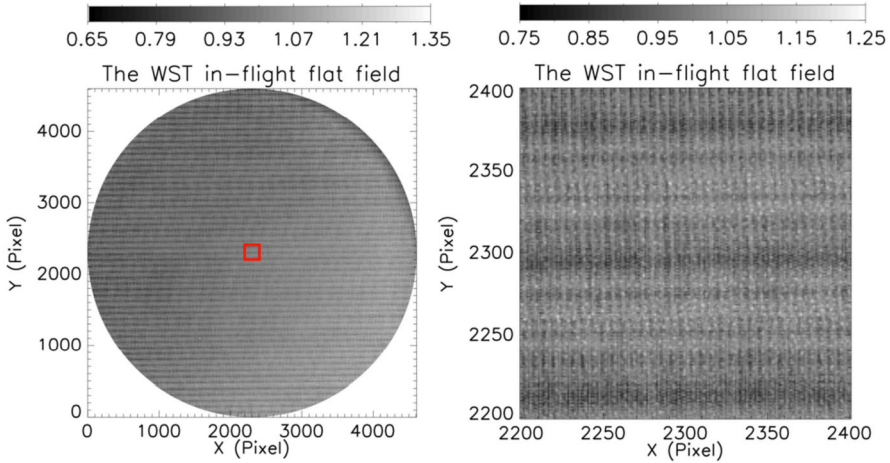 0.65 0.79 0.93 1.07 1.21 1.35
The WST in-flight flat field
4000
3000
2000
1000
0
Y (Pixel)
0 1000 2000 3000 4000
X (Pixel)
0.75 0.85 0.95 1.05 1.15 1.25
The WST in-flight flat field
2400
2350
2300
2250
2200
Y (Pixel)
2200 2250 2300 2350 2400
X (Pixel)